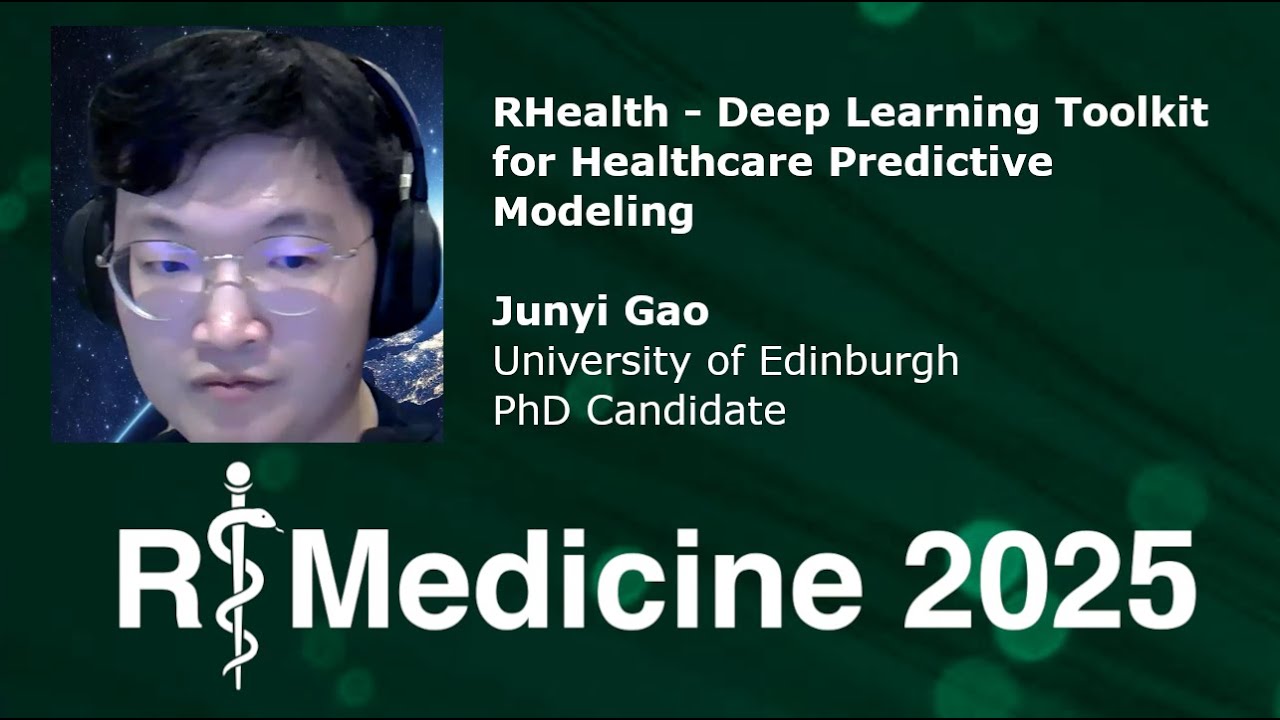 RHealth - Deep Learning Toolkit
for Healthcare Predictive
Modeling
Junyi Gao
University of Edinburgh
PhD Candidate
R Medicine 2025